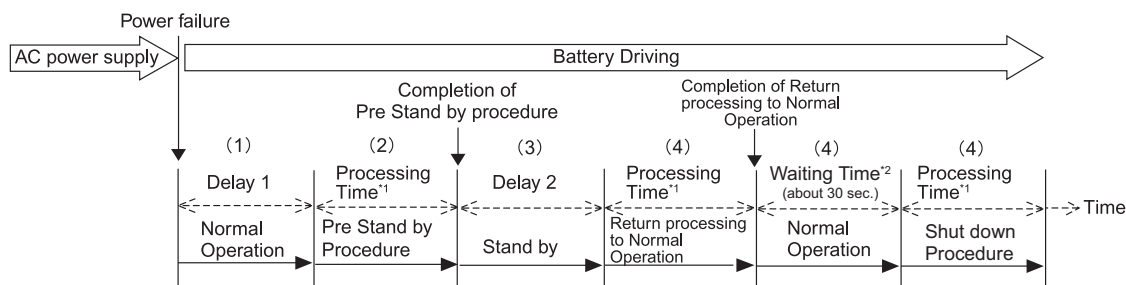 Power failure
AC power supply
Battery Driving
Completion of
Pre Stand by procedure
Completion of Return
processing to Normal
Operation
(1)
(2)
(3)
(4)
(4)
(4)
Delay 1
Processing
Time*1
Delay 2
Processing
Time*1
Waiting Time*2
(about 30 sec.)
Processing
Time*1
Time
Normal
Operation
Pre Stand by
Procedure
Stand by
Return processing
to Normal
Operation
Normal
Operation
Shut down
Procedure